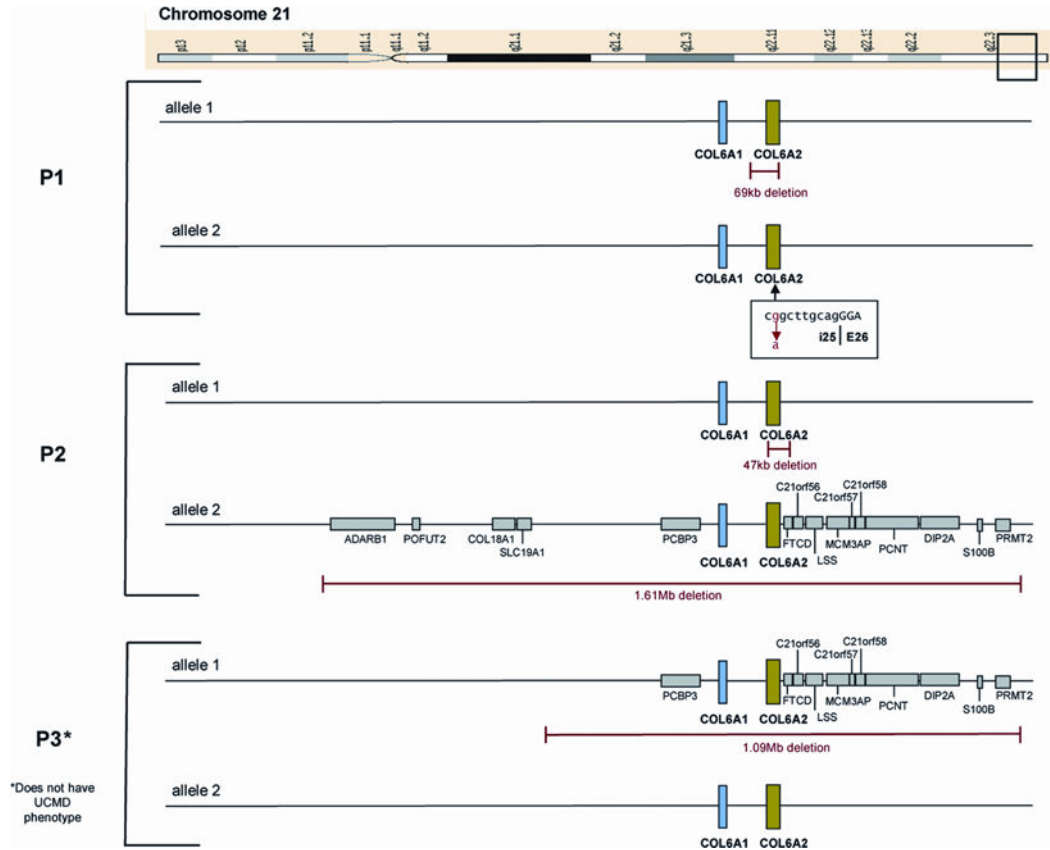 Chromosome 21
p13 p12 p11.2 p11.1 q11.1 q11.2 q21.1 q21.2 q21.3 q22.11 q22.12 q22.13 q22.2 q22.3
P1
allele 1
COL6A1 COL6A2
69kb deletion
allele 2
COL6A1 COL6A2
cggcttgcagGGA
i25 E26
a
P2
allele 1
COL6A1 COL6A2
47kb deletion
C21orf56 C21orf58
C21orf57
allele 2
ADARB1 POFUT2 COL18A1 PCBP3 FTCD MCM3AP DIP2A PRMT2
SLC19A1 COL6A1 COL6A2 LSS PCNT S100B
1.61Mb deletion
P3*
*Does not have
UCMD
phenotype
C21orf56 C21orf58
C21orf57
allele 1
PCBP3 COL6A1 COL6A2 FTCD MCM3AP PCNT DIP2A PRMT2
LSS S100B
1.09Mb deletion
allele 2
COL6A1 COL6A2